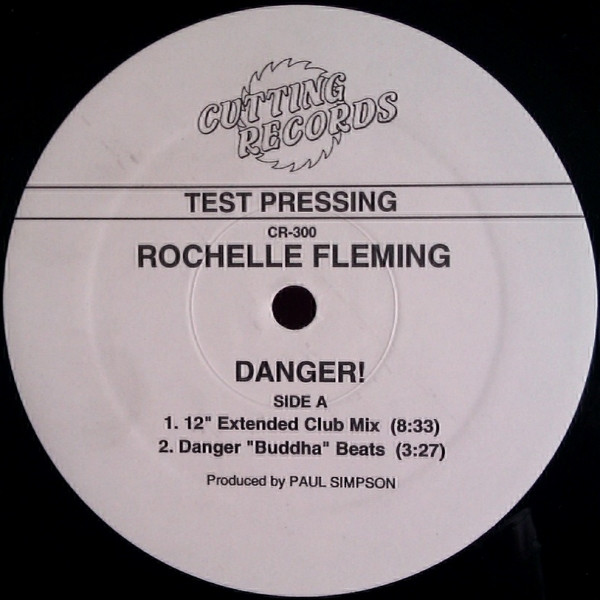 CUTTING
RECORDS
TEST PRESSING
CR-300
ROCHELLE FLEMING
DANGER!
SIDE A
1. 12" Extended Club Mix (8:33)
2. Danger "Buddha" Beats (3:27)
Produced by PAUL SIMPSON